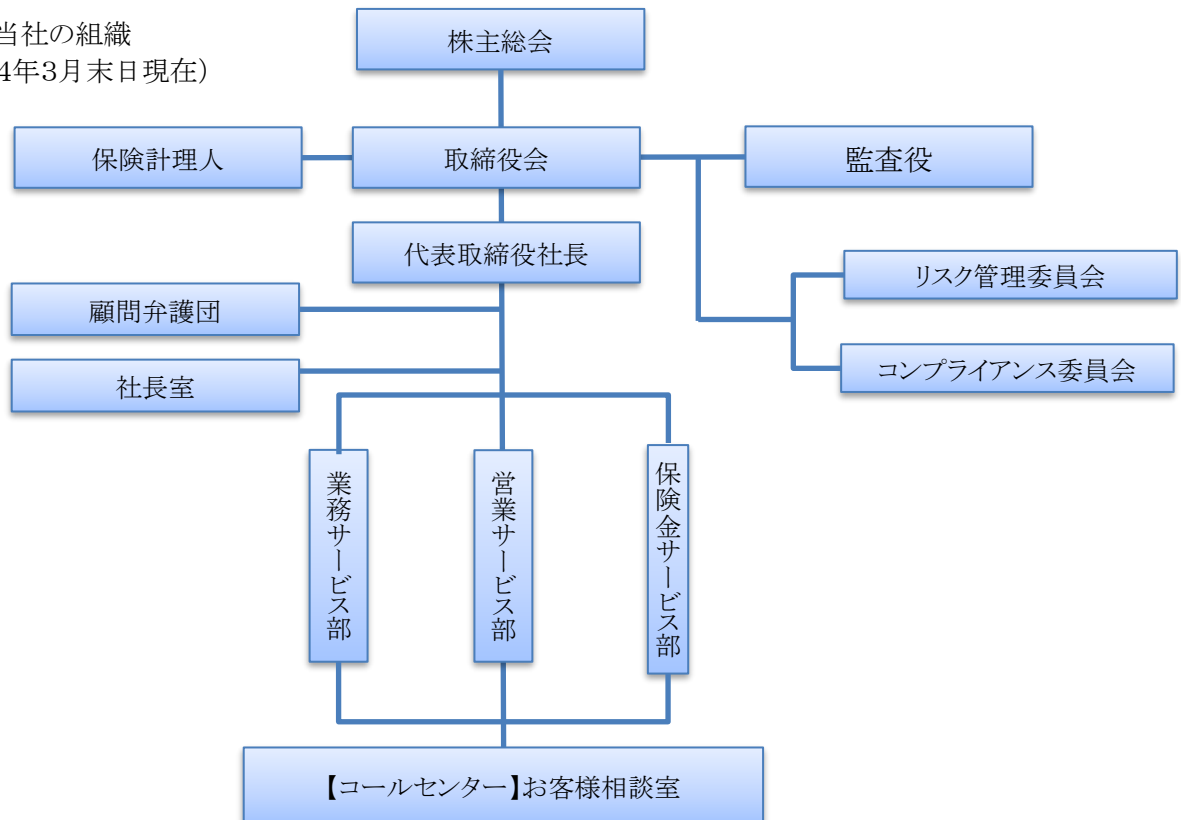 当社の組織
4年3月末日現在）
株主総会
保険計理人
取締役会
監査役
代表取締役社長
リスク管理委員会
顧問弁護団
コンプライアンス委員会
社長室
業務サービス部
営業サービス部
保険金サービス部
【コールセンター】お客様相談室